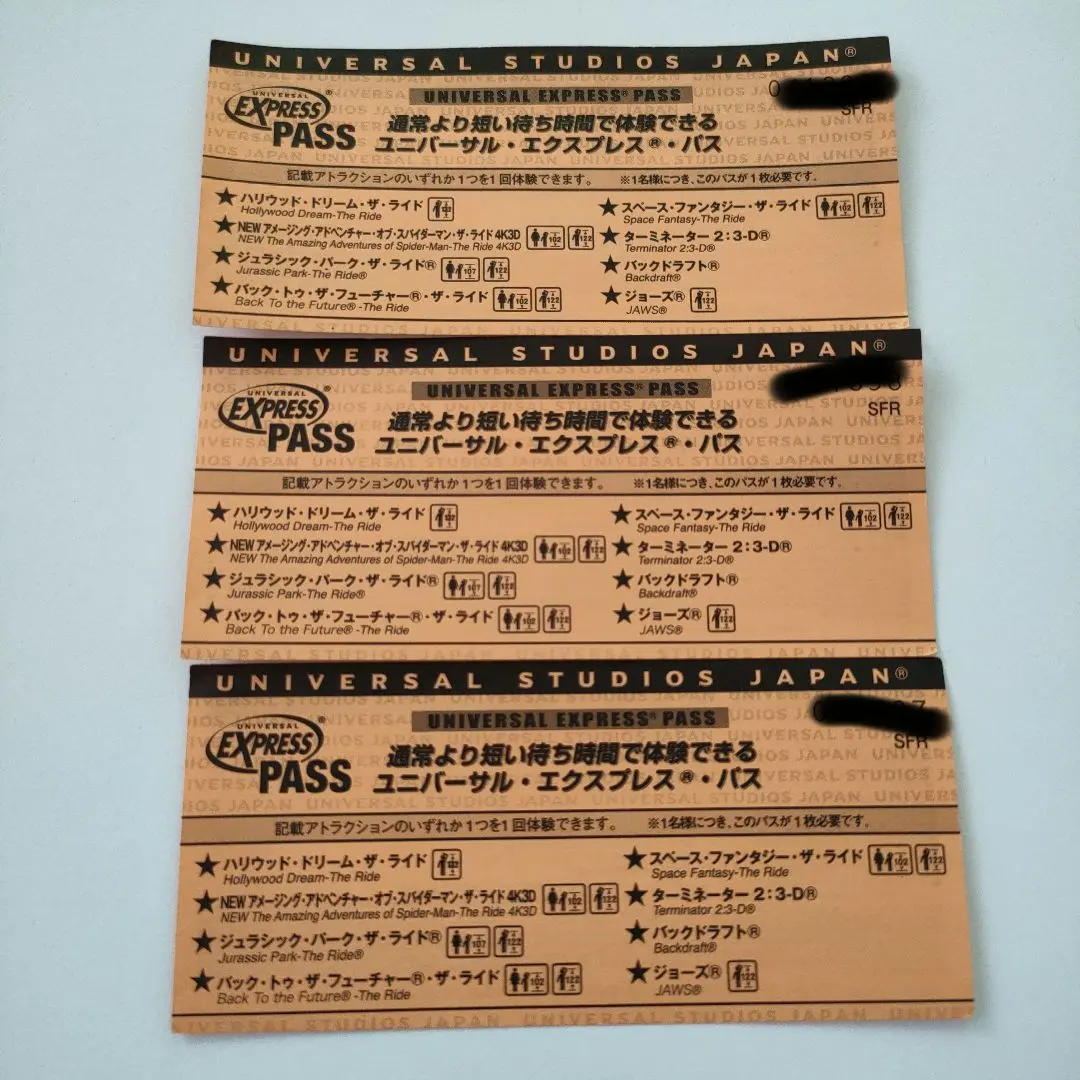 UNIVERSAL STUDIOS JAPAN®
UNIVERSAL EXPRESS® PASS
UNIVERSAL
EXPRESS®
PASS
SFR
通常より短い待ち時間で体験できる
ユニバーサル・エクスプレス®・パス
記載アトラクションのいずれか1つを1回体験できます。 ※1名様につき、このパスが1枚必要です。
★ハリウッド・ドリーム・ザ・ライド
Hollywood Dream-The Ride
★NEW アメージング・アドベンチャー・オブ・スパイダーマン・ザ・ライド 4K3D 102 122
NEW The Amazing Adventures of Spider-Man-The Ride 4K3D
★ジュラシック・パーク・ザ・ライド® 107 122
Jurassic Park-The Ride®
★バック・トゥ・ザ・フューチャー®・ザ・ライド 102 122
Back To the Future® -The Ride
★スペース・ファンタジー・ザ・ライド 102 122
Space Fantasy-The Ride
★ターミネーター 2:3-D®
Terminator 2:3-D®
★バックドラフト®
Backdraft®
★ジョーズ® 122
JAWS®
UNIVERSAL STUDIOS JAPAN®
UNIVERSAL EXPRESS® PASS
UNIVERSAL
EXPRESS®
PASS
SFR
通常より短い待ち時間で体験できる
ユニバーサル・エクスプレス®・パス
記載アトラクションのいずれか1つを1回体験できます。 ※1名様につき、このパスが1枚必要です。
★ハリウッド・ドリーム・ザ・ライド
Hollywood Dream-The Ride
★NEW アメージング・アドベンチャー・オブ・スパイダーマン・ザ・ライド 4K3D 102 122
NEW The Amazing Adventures of Spider-Man-The Ride 4K3D
★ジュラシック・パーク・ザ・ライド® 107 122
Jurassic Park-The Ride®
★バック・トゥ・ザ・フューチャー®・ザ・ライド 102 122
Back To the Future® -The Ride
★スペース・ファンタジー・ザ・ライド 102 122
Space Fantasy-The Ride
★ターミネーター 2:3-D®
Terminator 2:3-D®
★バックドラフト®
Backdraft®
★ジョーズ® 122
JAWS®
UNIVERSAL STUDIOS JAPAN®
UNIVERSAL EXPRESS® PASS
UNIVERSAL
EXPRESS®
PASS
SFR
通常より短い待ち時間で体験できる
ユニバーサル・エクスプレス®・パス
記載アトラクションのいずれか1つを1回体験できます。 ※1名様につき、このパスが1枚必要です。
★ハリウッド・ドリーム・ザ・ライド
Hollywood Dream-The Ride
★NEW アメージング・アドベンチャー・オブ・スパイダーマン・ザ・ライド 4K3D 102 122
NEW The Amazing Adventures of Spider-Man-The Ride 4K3D
★ジュラシック・パーク・ザ・ライド® 107 122
Jurassic Park-The Ride®
★バック・トゥ・ザ・フューチャー®・ザ・ライド 102 122
Back To the Future® -The Ride
★スペース・ファンタジー・ザ・ライド 102 122
Space Fantasy-The Ride
★ターミネーター 2:3-D®
Terminator 2:3-D®
★バックドラフト®
Backdraft®
★ジョーズ® 122
JAWS®